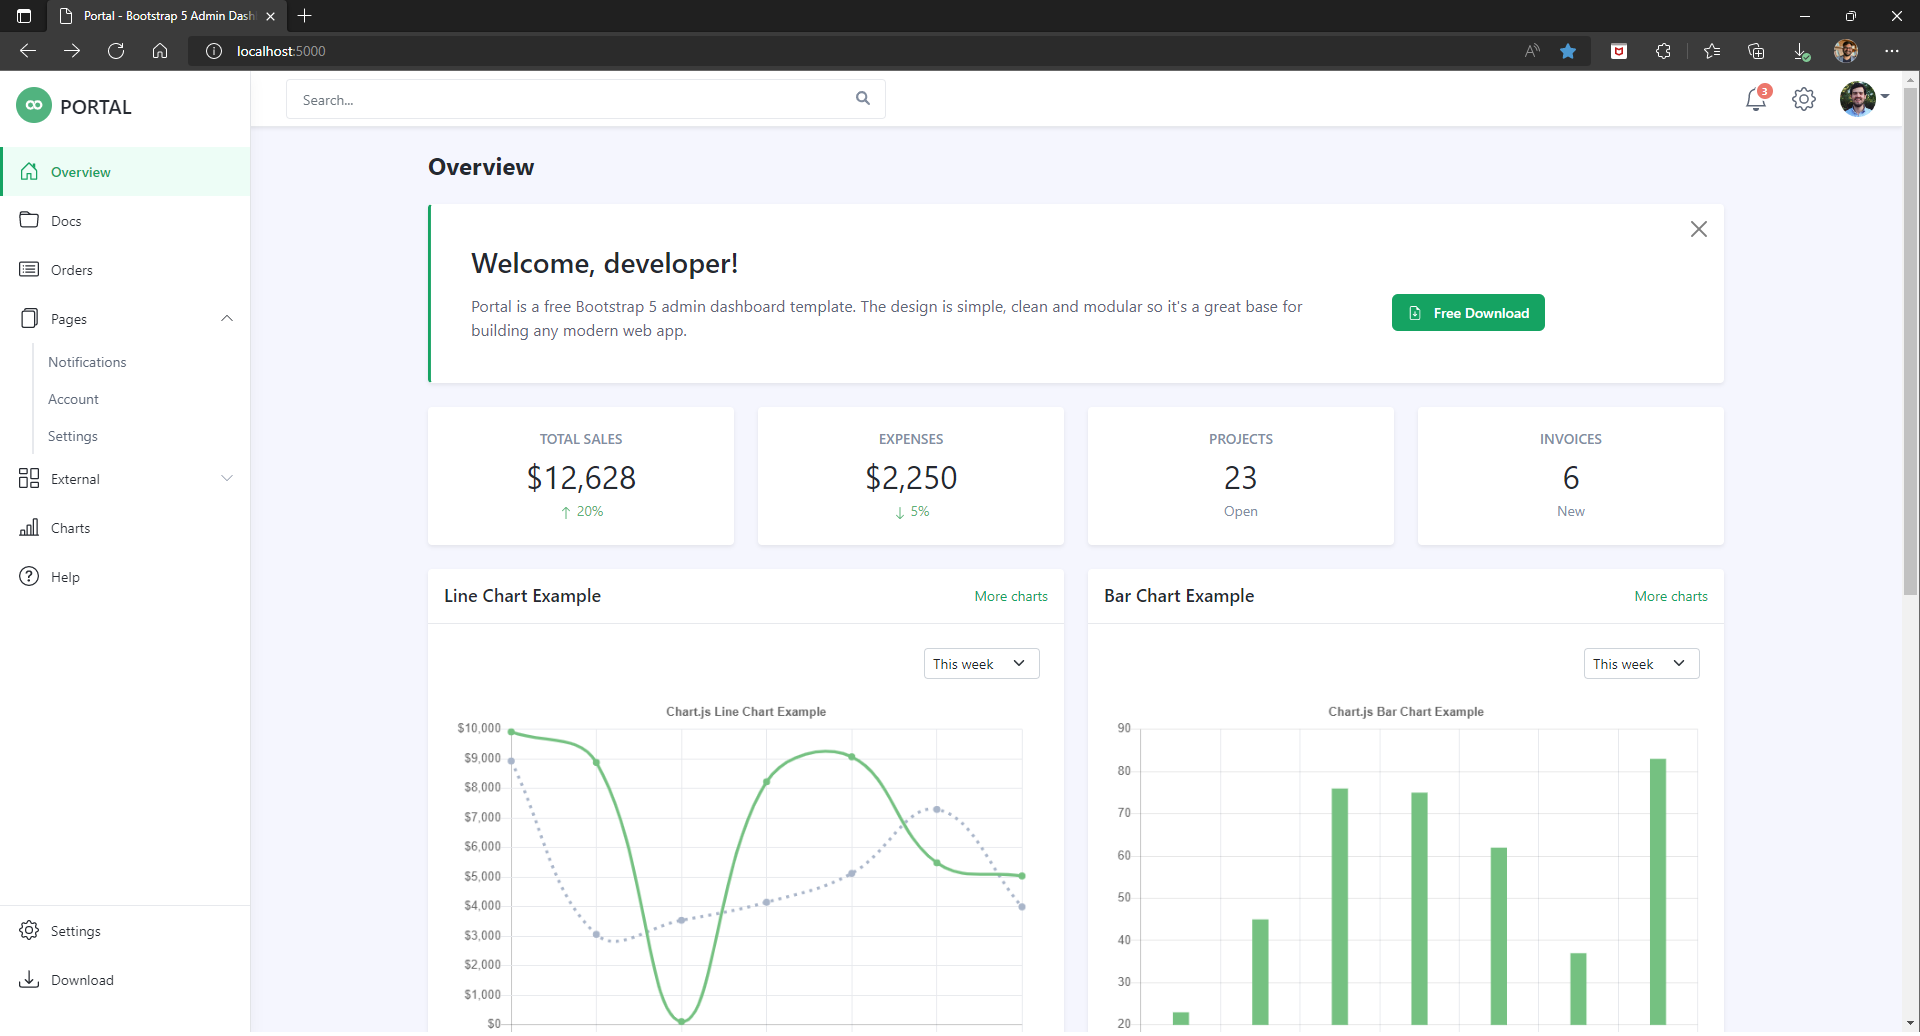 Portal - Bootstrap 5 Admin Dash
localhost:5000
PORTAL
Search...
3
Overview
Docs
Orders
Pages
Notifications
Account
Settings
External
Charts
Help
Settings
Download
Overview
Welcome, developer!
Portal is a free Bootstrap 5 admin dashboard template. The design is simple, clean and modular so it's a great base for
building any modern web app.
Free Download
TOTAL SALES
$12,628
↑ 20%
EXPENSES
$2,250
↓ 5%
PROJECTS
23
Open
INVOICES
6
New
Line Chart Example
More charts
This week
Chart.js Line Chart Example
$10,000
$9,000
$8,000
$7,000
$6,000
$5,000
$4,000
$3,000
$2,000
$1,000
$0
Bar Chart Example
More charts
This week
Chart.js Bar Chart Example
90
80
70
60
50
40
30
20